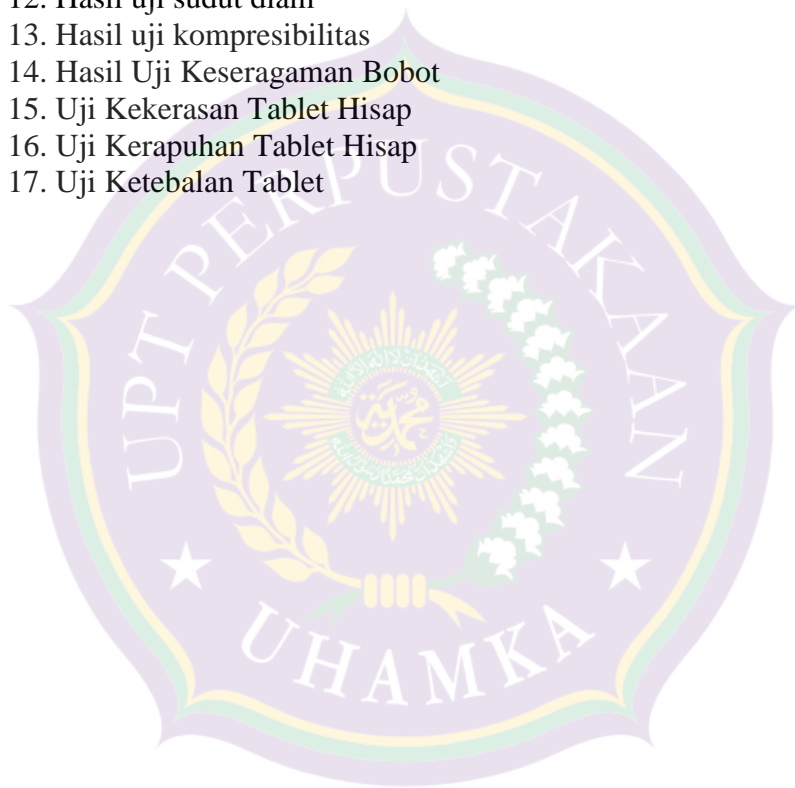 12. Hasil uji sudut diam
13. Hasil uji kompresibilitas
14. Hasil Uji Keseragaman Bobot
15. Uji Kekerasan Tablet Hisap
16. Uji Kerapuhan Tablet Hisap
17. Uji Ketebalan Tablet
UPT PERPUSTAKAAN
UHAMKA